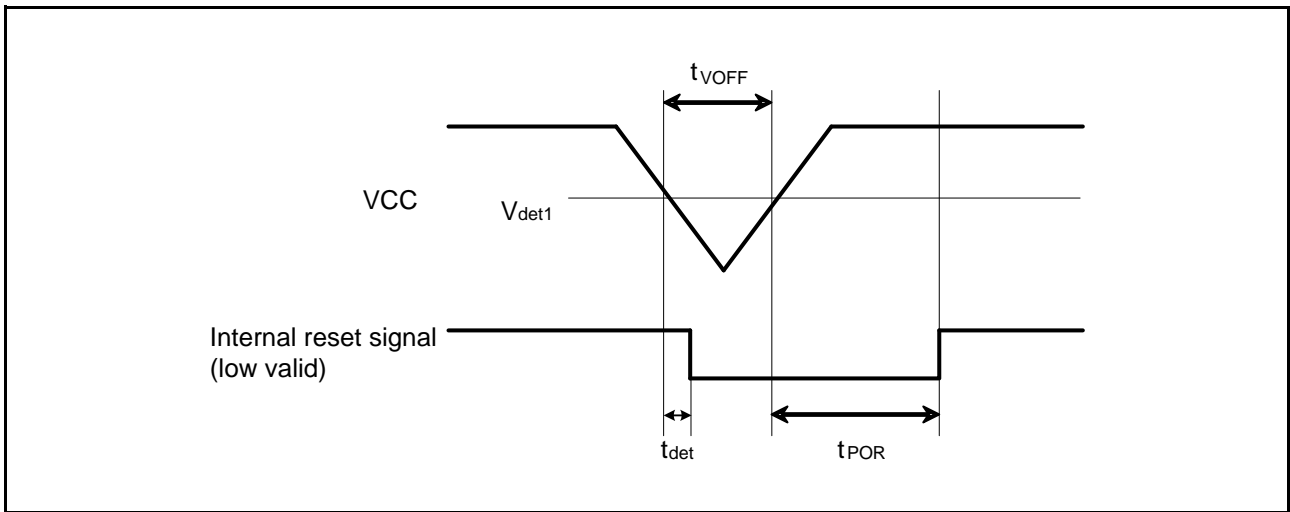 tVOFF
VCC
Vdet1
Internal reset signal
(low valid)
tdet
tPOR